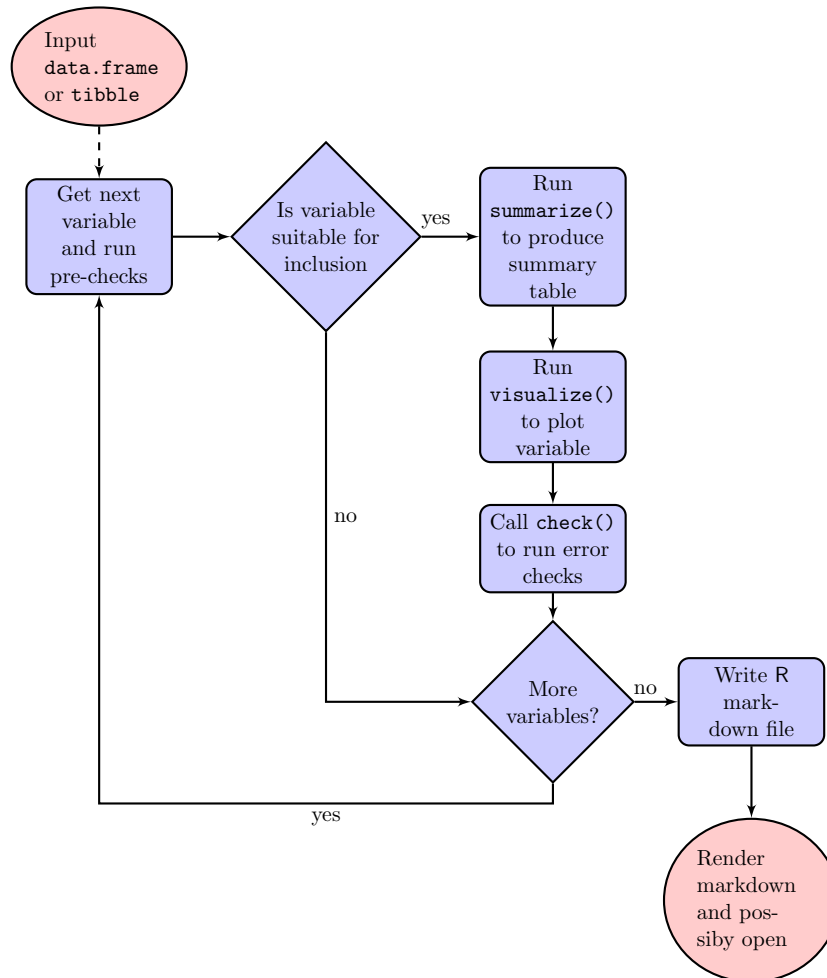 Input
data.frame
or tibble
Get next
variable
and run
pre-checks
Is variable
suitable for
inclusion
yes
Run
summarize()
to produce
summary
table
Run
visualize()
to plot
variable
no
Call check()
to run error
checks
More
variables?
no
Write R
mark-
down file
yes
Render
markdown
and pos-
siby open